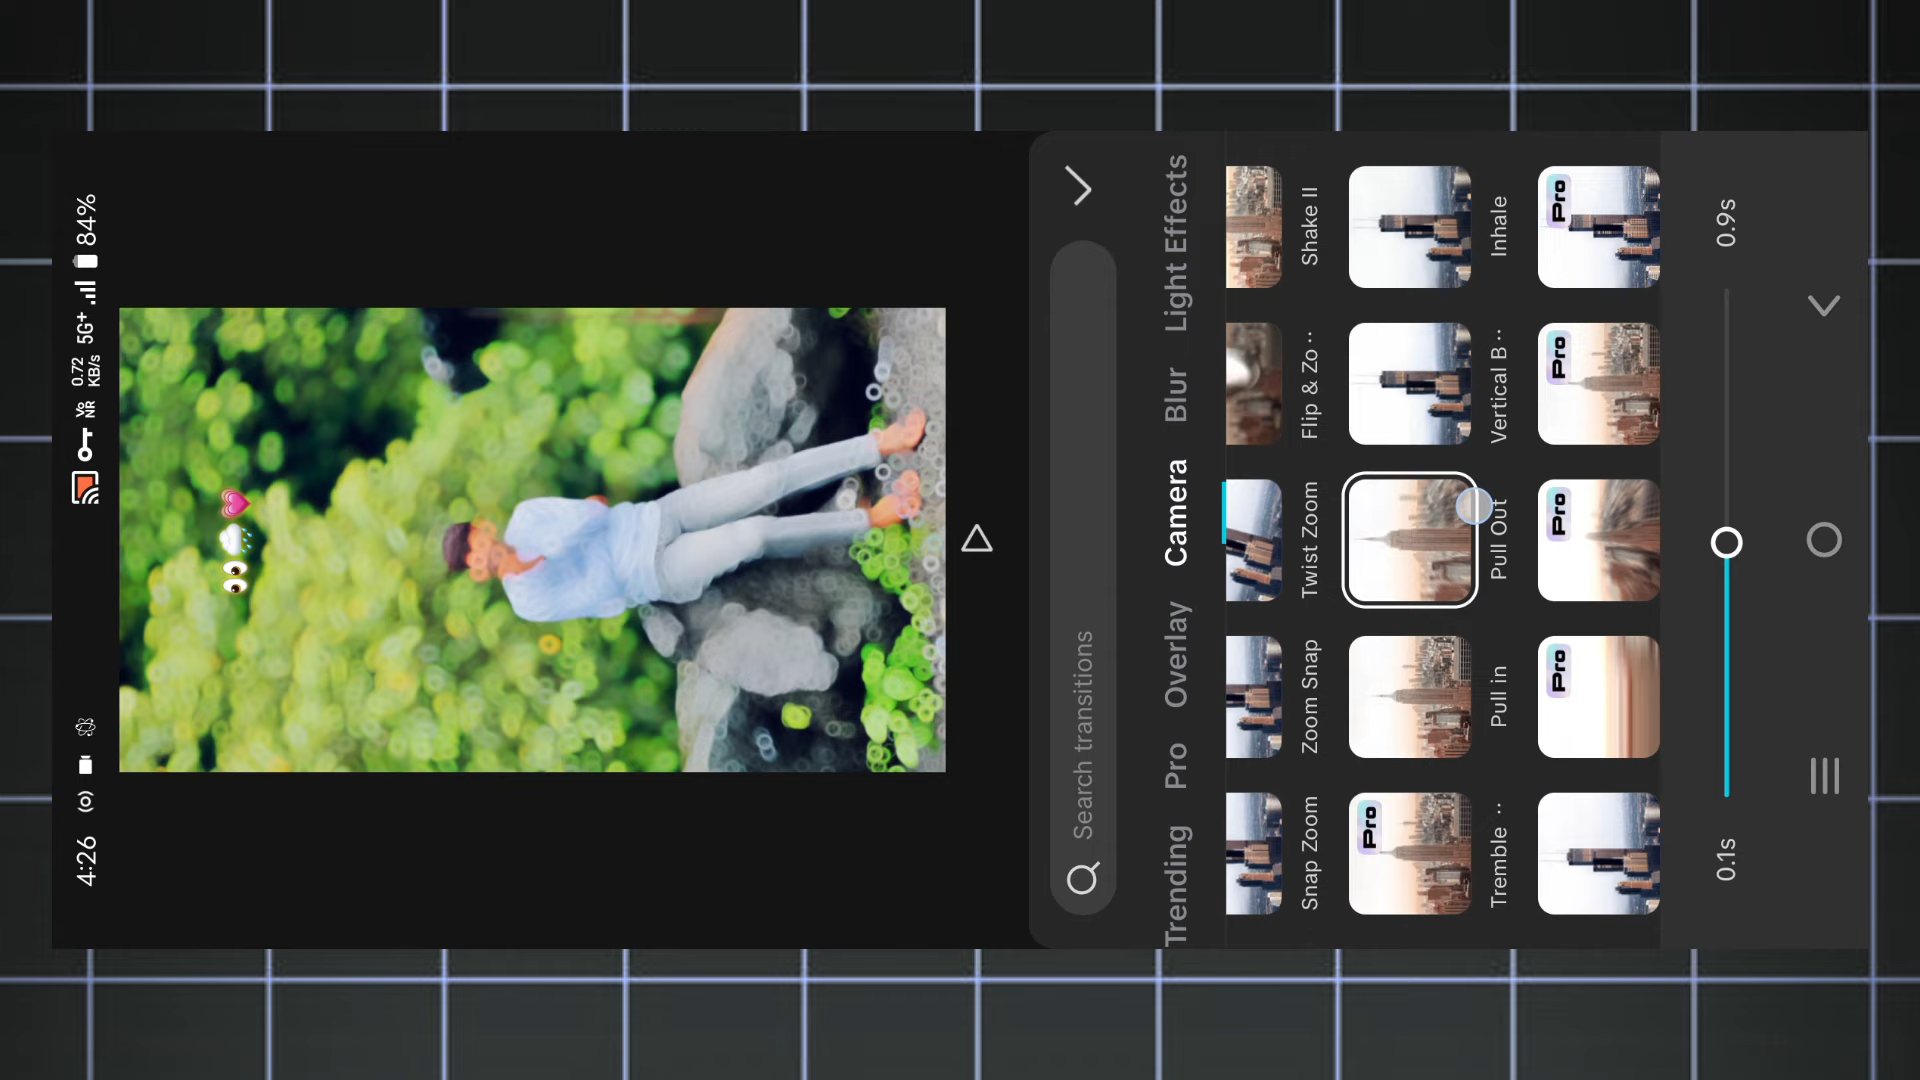 4:26
0.72
KB/s
Vo
NR
5G+
84%
Search transitions
Trending Pro Overlay Camera Blur Light Effects
Snap Zoom Zoom Snap Twist Zoom Flip & Zo·· Shake II
Pro
Tremble ·· Pull in Pull Out Vertical B·· Inhale
Pro Pro Pro Pro
0.1s 0.9s